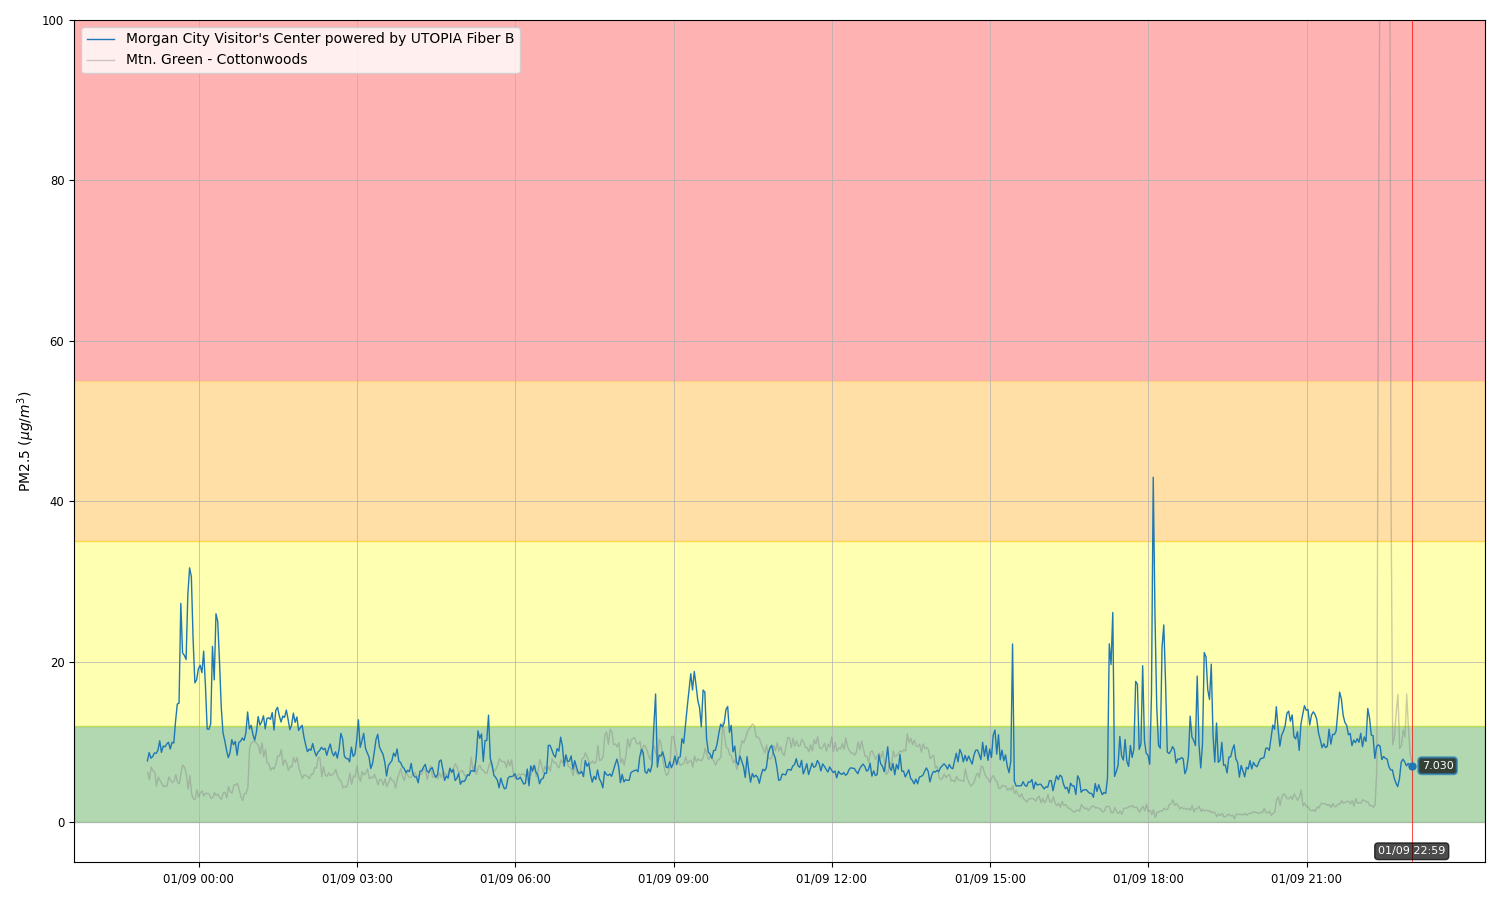 100
Morgan City Visitor's Center powered by UTOPIA Fiber B
Mtn. Green - Cottonwoods
80
60
PM2.5 (μg/m³)
40
20
7.030
0
01/09 22:59
01/09 00:00 01/09 03:00 01/09 06:00 01/09 09:00 01/09 12:00 01/09 15:00 01/09 18:00 01/09 21:00